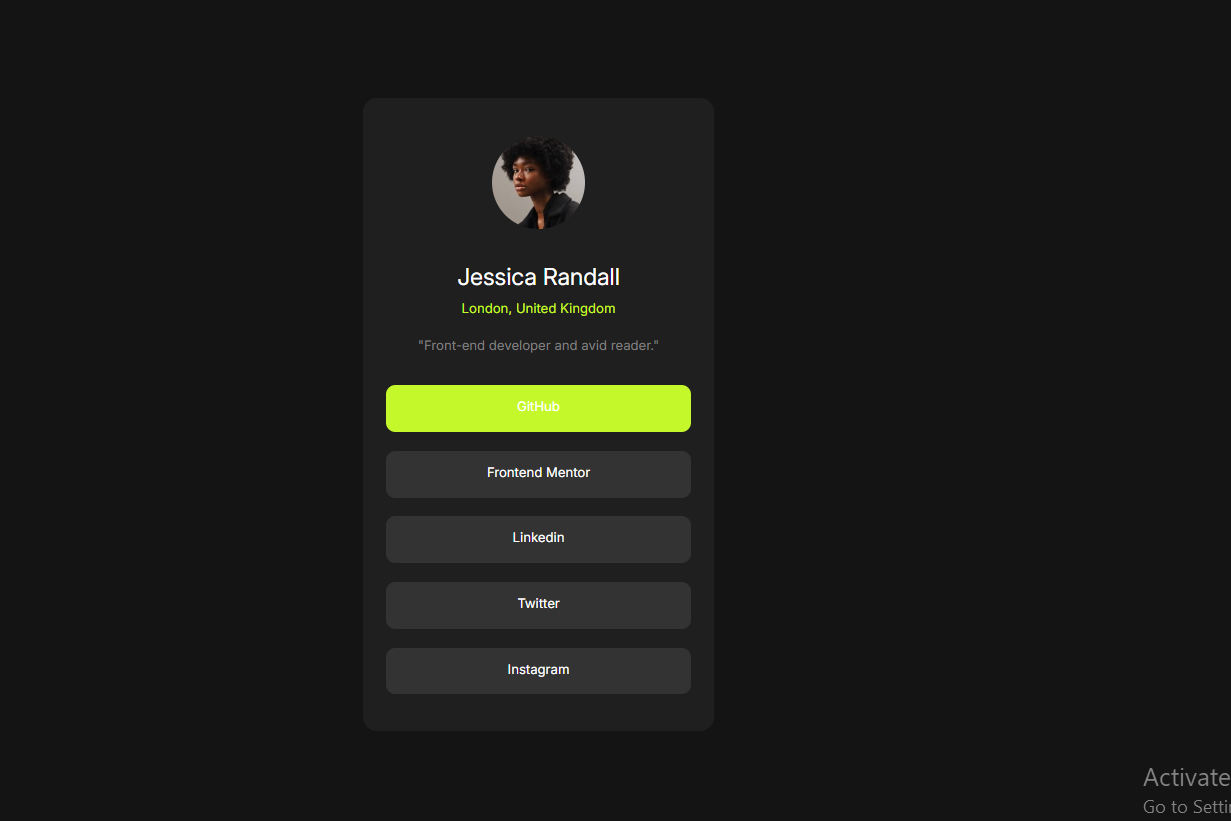 Jessica Randall
London, United Kingdom
"Front-end developer and avid reader."
GitHub
Frontend Mentor
Linkedin
Twitter
Instagram
Activate
Go to Setti